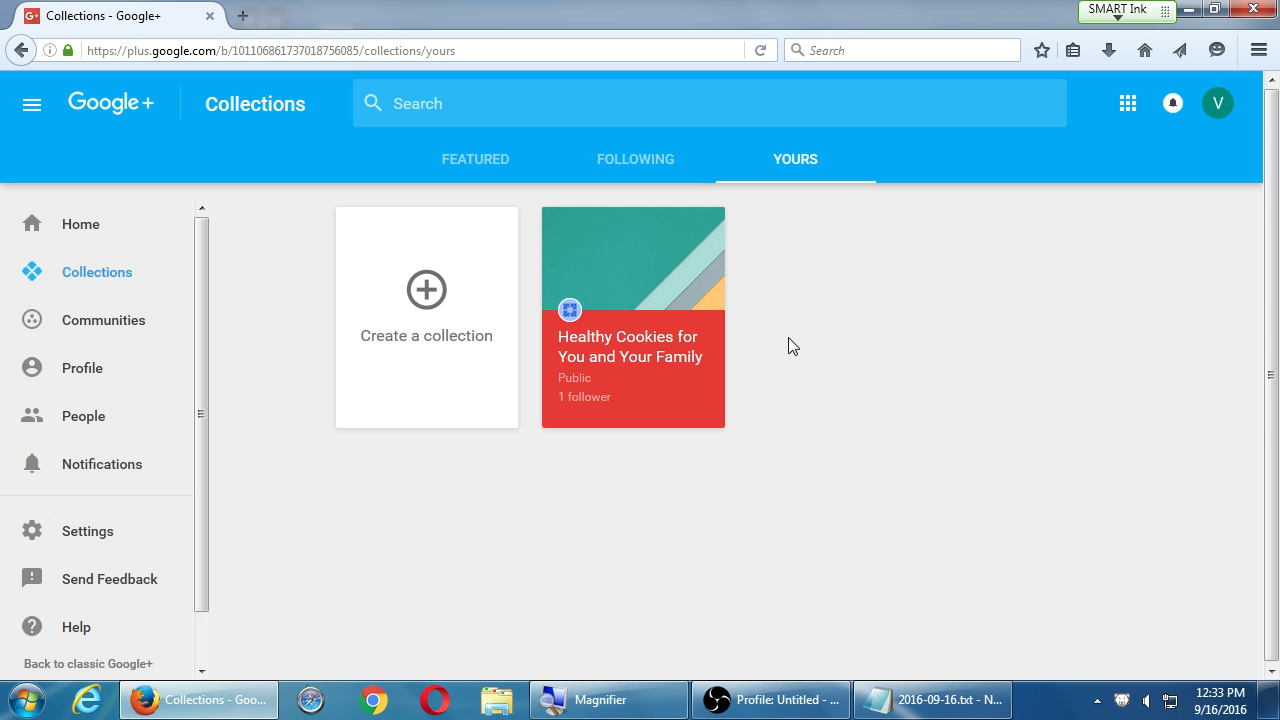 Collections - Google+
SMART Ink
https://plus.google.com/b/101106861737018756085/collections/yours
Search
Google+
Collections
Search
V
FEATURED
FOLLOWING
YOURS
Home
Collections
Communities
Profile
People
Notifications
Settings
Send Feedback
Help
Back to classic Google+
Create a collection
Healthy Cookies for
You and Your Family
Public
1 follower
Collections - Goo...
Magnifier
Profile: Untitled - ...
2016-09-16.txt - N...
12:33 PM
9/16/2016